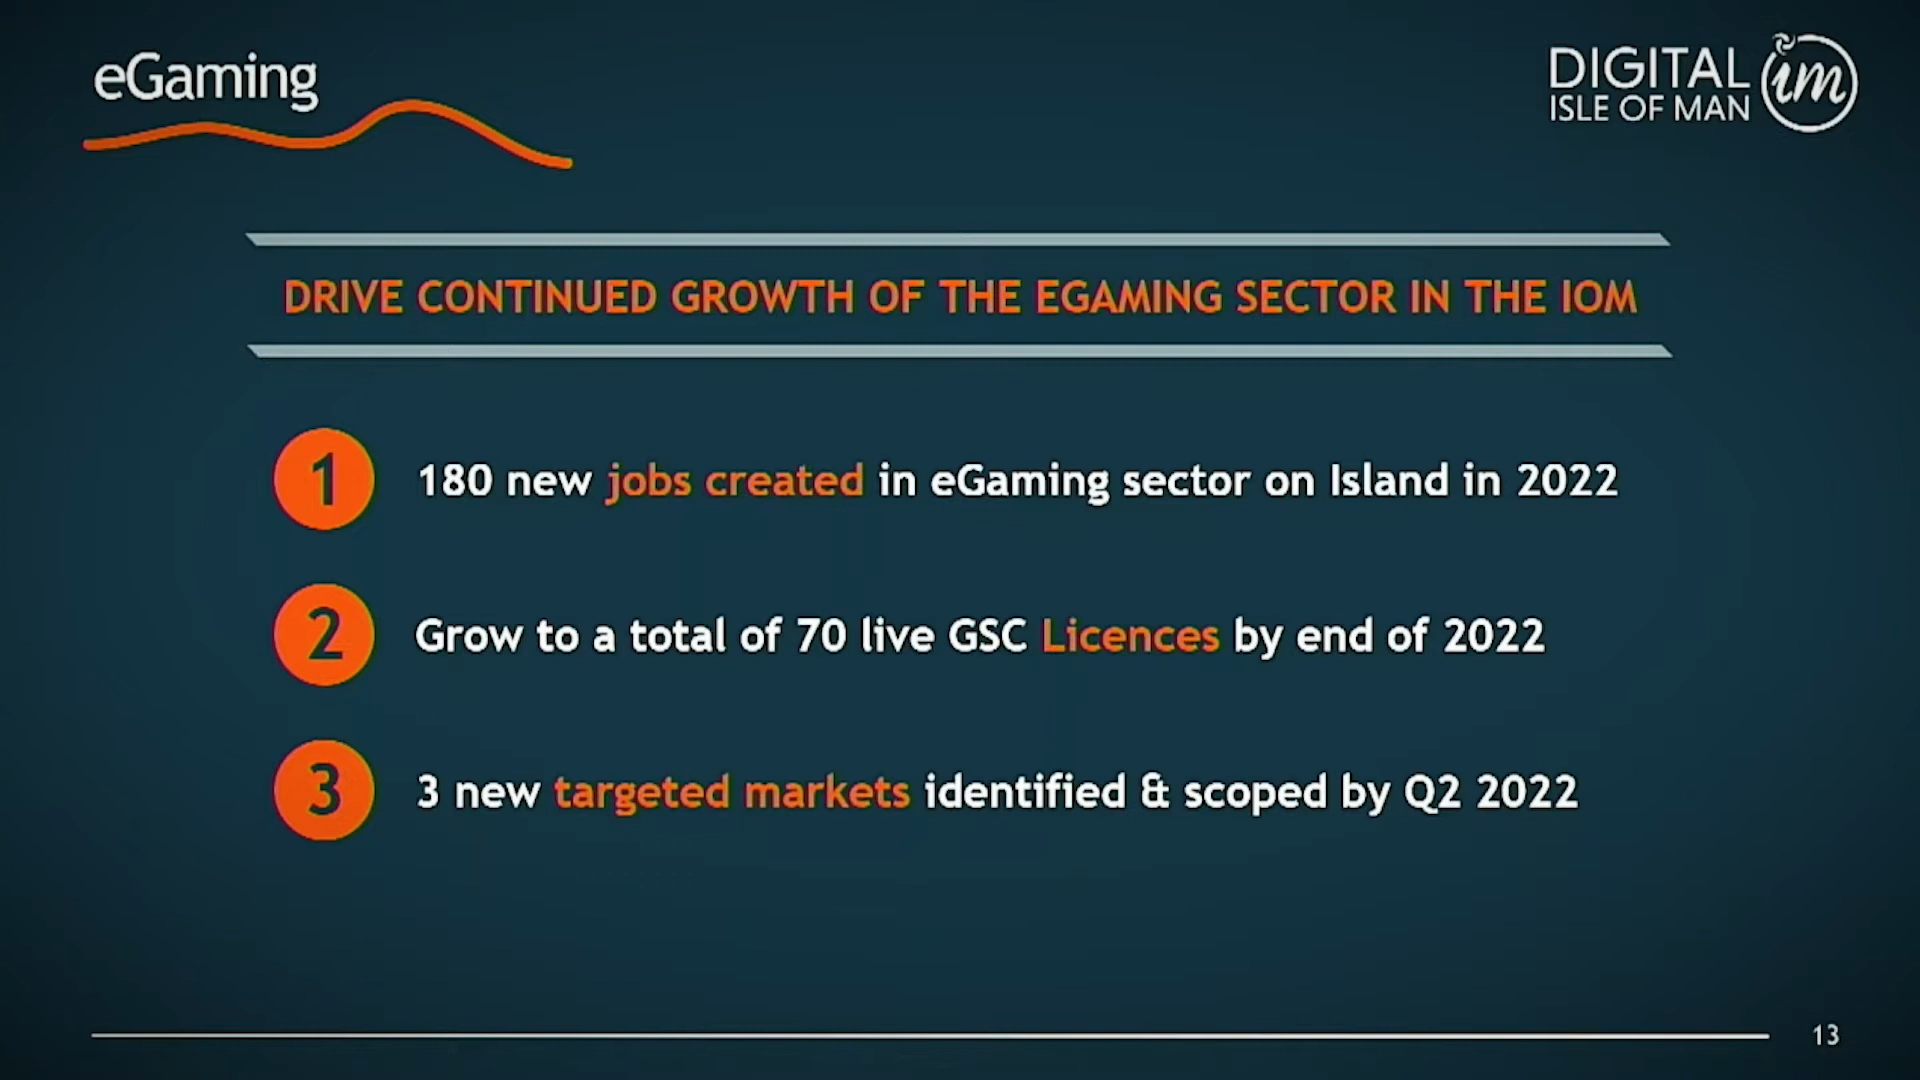 eGaming
DIGITAL
ISLE OF MAN
im
DRIVE CONTINUED GROWTH OF THE EGAMING SECTOR IN THE IOM
1
180 new jobs created in eGaming sector on Island in 2022
2
Grow to a total of 70 live GSC Licences by end of 2022
3
3 new targeted markets identified & scoped by Q2 2022
13